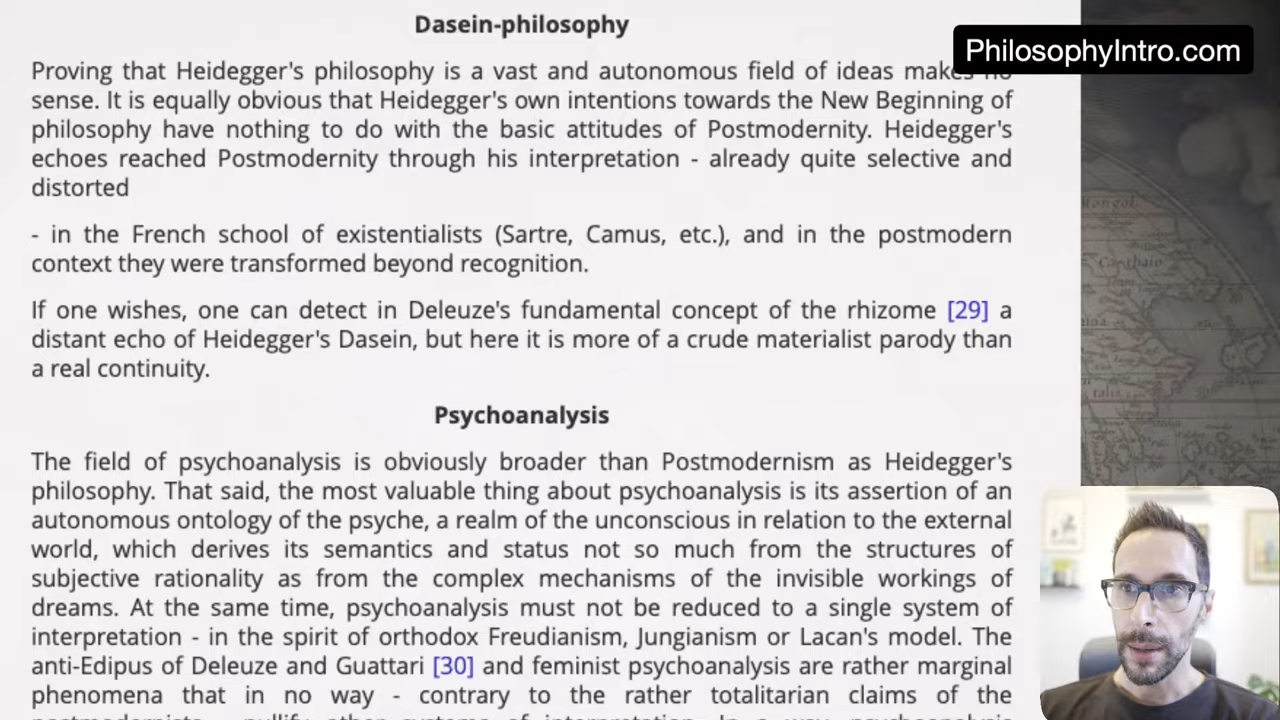 Dasein-philosophy
PhilosophyIntro.com
Proving that Heidegger's philosophy is a vast and autonomous field of ideas makes no
sense. It is equally obvious that Heidegger's own intentions towards the New Beginning of
philosophy have nothing to do with the basic attitudes of Postmodernity. Heidegger's
echoes reached Postmodernity through his interpretation - already quite selective and
distorted
- in the French school of existentialists (Sartre, Camus, etc.), and in the postmodern
context they were transformed beyond recognition.
If one wishes, one can detect in Deleuze's fundamental concept of the rhizome [29] a
distant echo of Heidegger's Dasein, but here it is more of a crude materialist parody than
a real continuity.
Psychoanalysis
The field of psychoanalysis is obviously broader than Postmodernism as Heidegger's
philosophy. That said, the most valuable thing about psychoanalysis is its assertion of an
autonomous ontology of the psyche, a realm of the unconscious in relation to the external
world, which derives its semantics and status not so much from the structures of
subjective rationality as from the complex mechanisms of the invisible workings of
dreams. At the same time, psychoanalysis must not be reduced to a single system of
interpretation - in the spirit of orthodox Freudianism, Jungianism or Lacan's model. The
anti-Edipus of Deleuze and Guattari [30] and feminist psychoanalysis are rather marginal
phenomena that in no way - contrary to the rather totalitarian claims of the